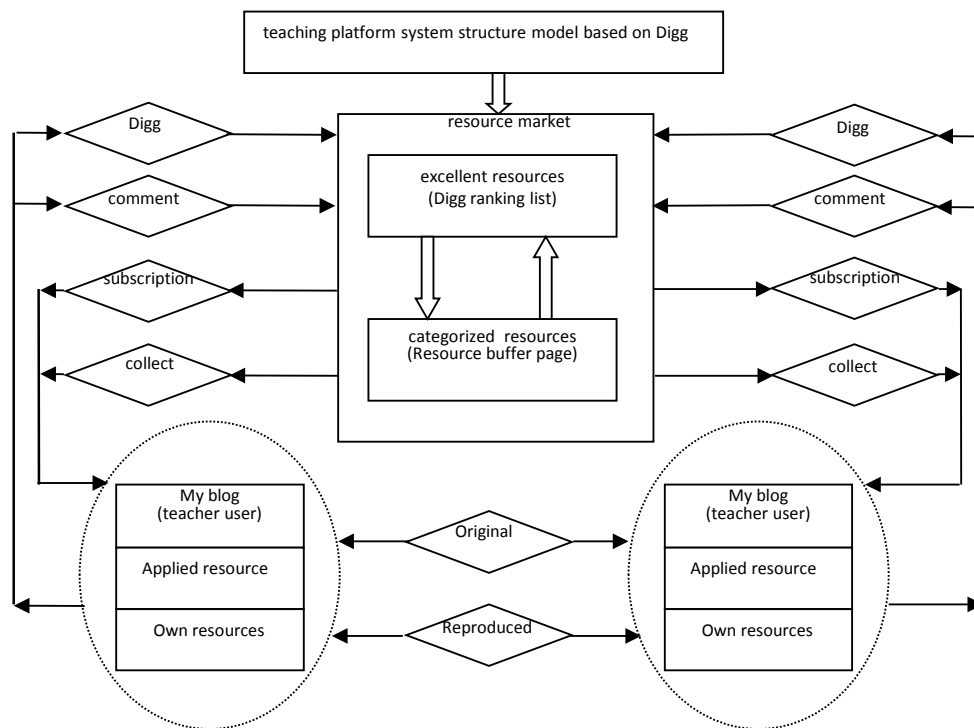 teaching platform system structure model based on Digg
resource market
Digg
Digg
excellent resources
(Digg ranking list)
comment
comment
subscription
subscription
categorized resources
(Resource buffer page)
collect
collect
My blog
(teacher user)
My blog
(teacher user)
Original
Applied resource
Applied resource
Own resources
Reproduced
Own resources